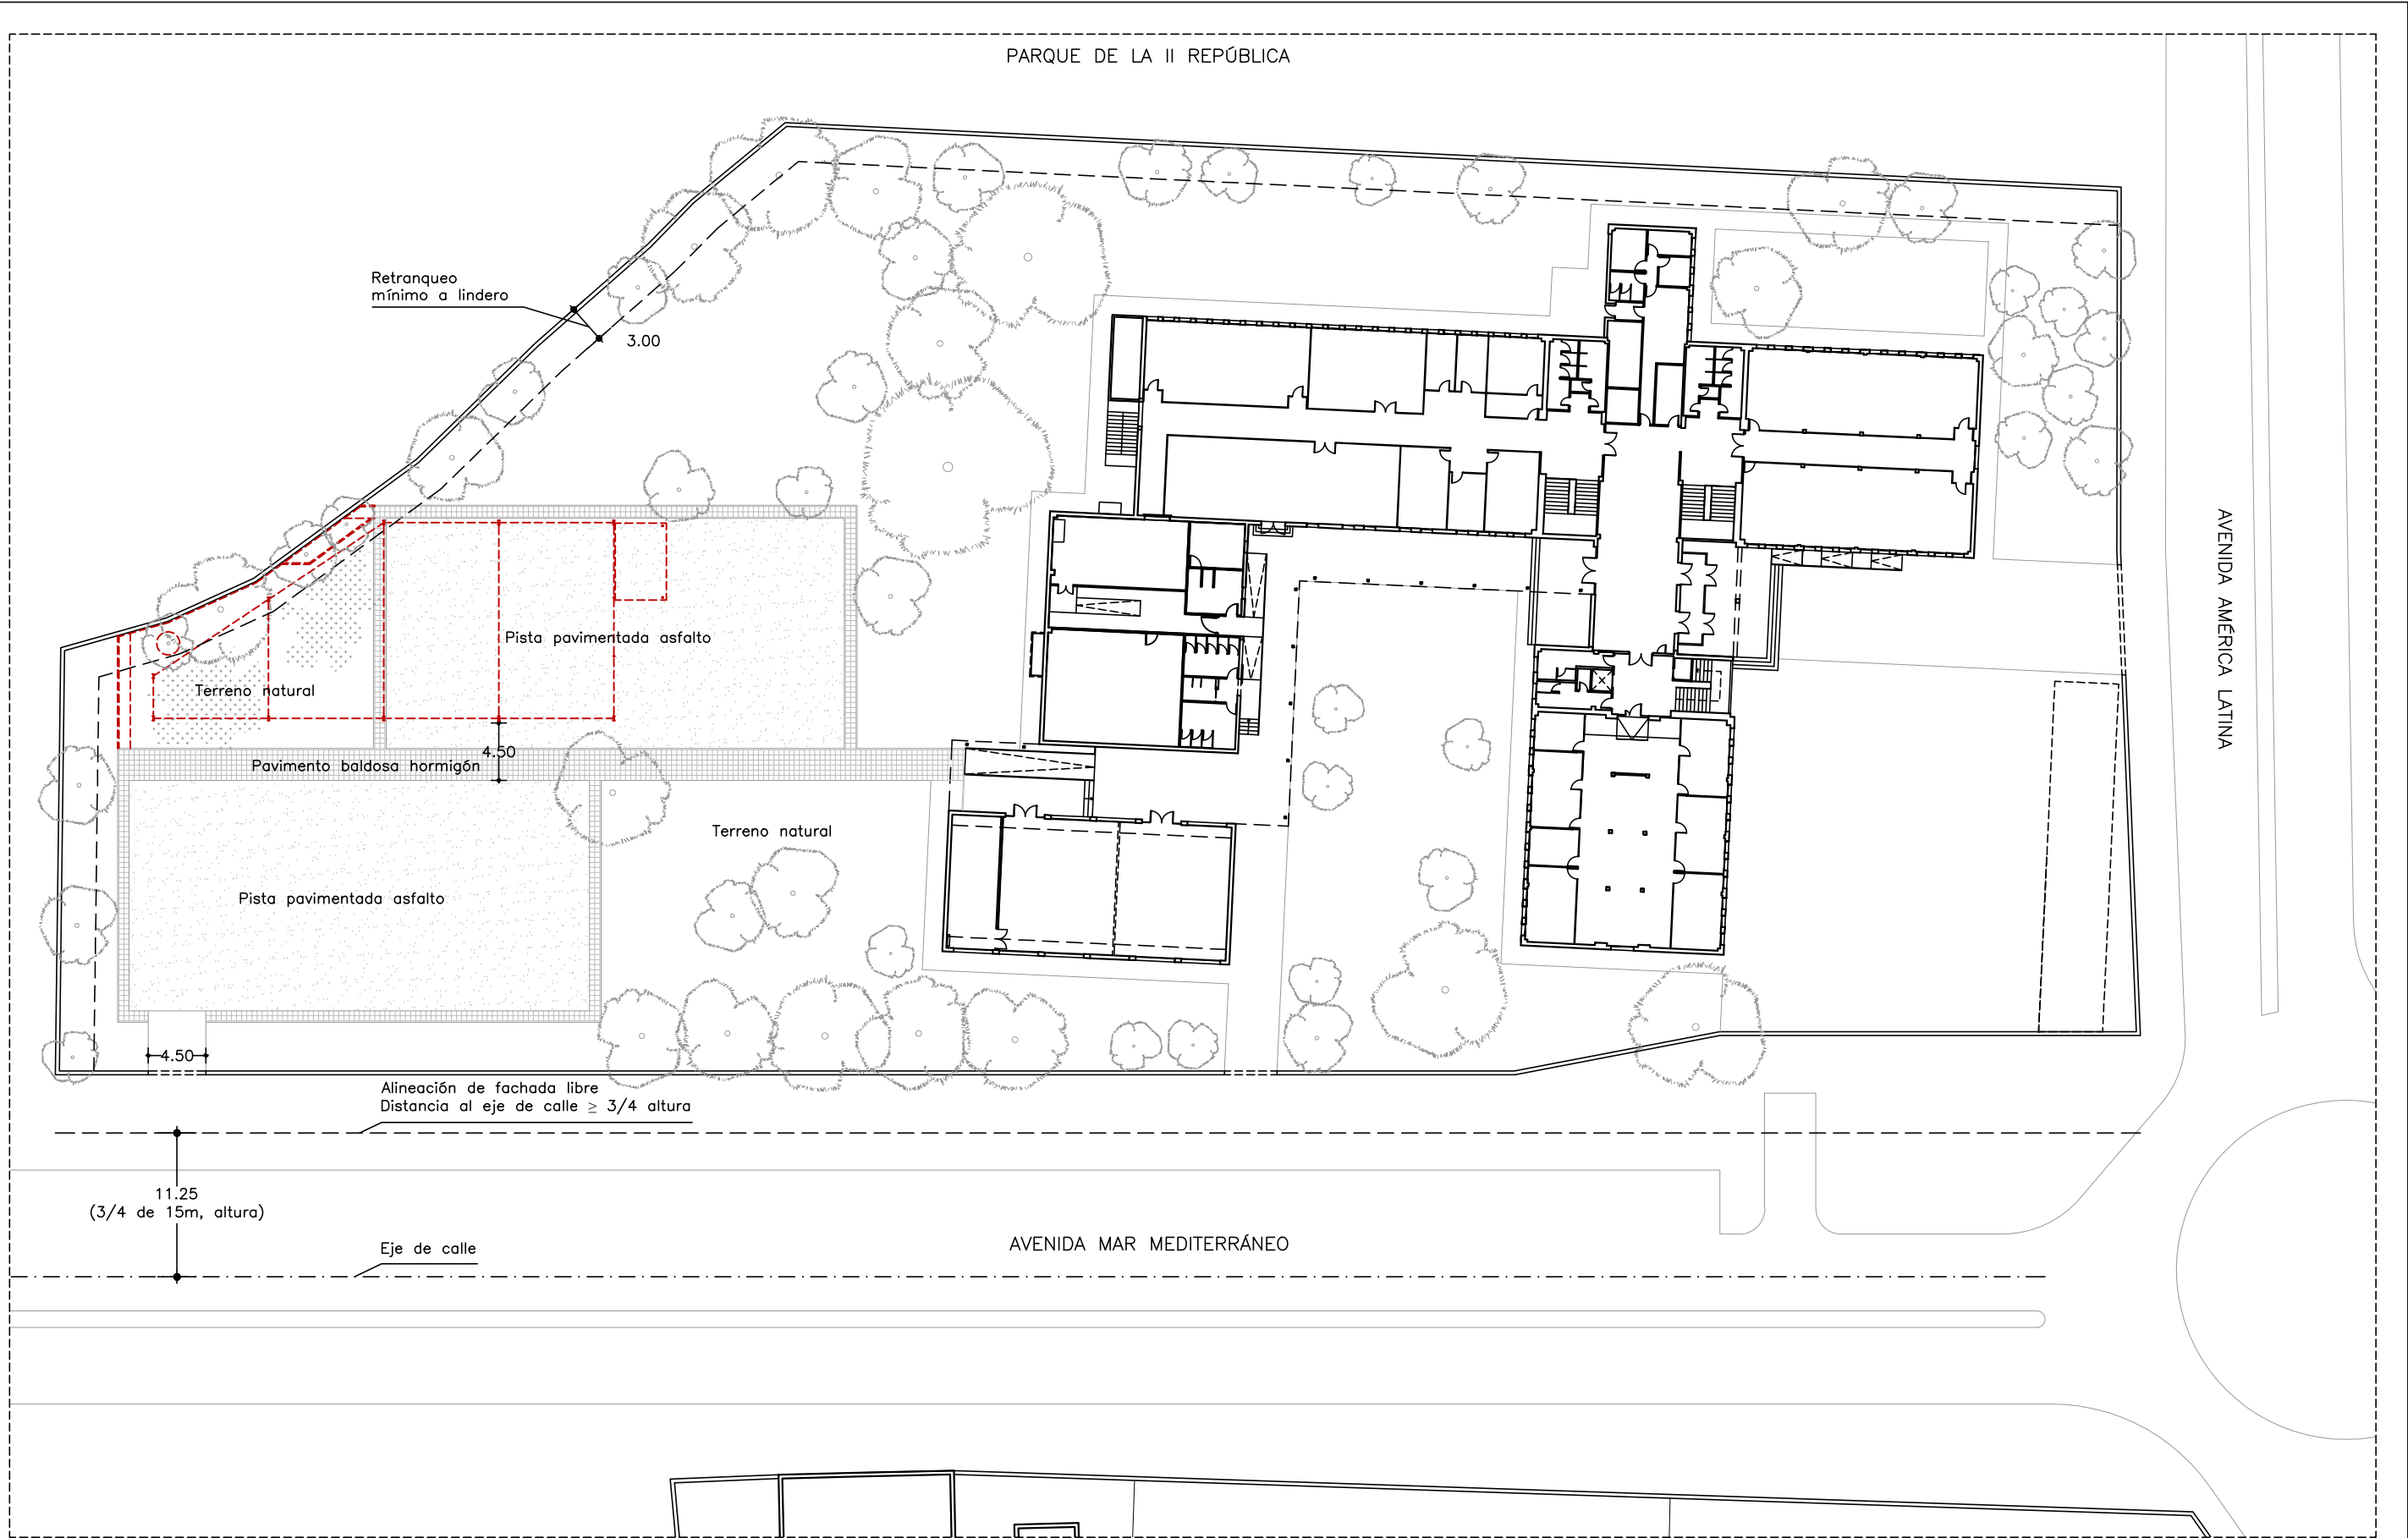 PARQUE DE LA II REPÚBLICA
Retranqueo
mínimo a lindero
3.00
AVENIDA AMÉRICA LATINA
Pista pavimentada asfalto
Terreno natural
4.50
Pavimento baldosa hormigón
Terreno natural
Pista pavimentada asfalto
4.50
Alineación de fachada libre
Distancia al eje de calle ≥ 3/4 altura
11.25
(3/4 de 15m, altura)
AVENIDA MAR MEDITERRÁNEO
Eje de calle